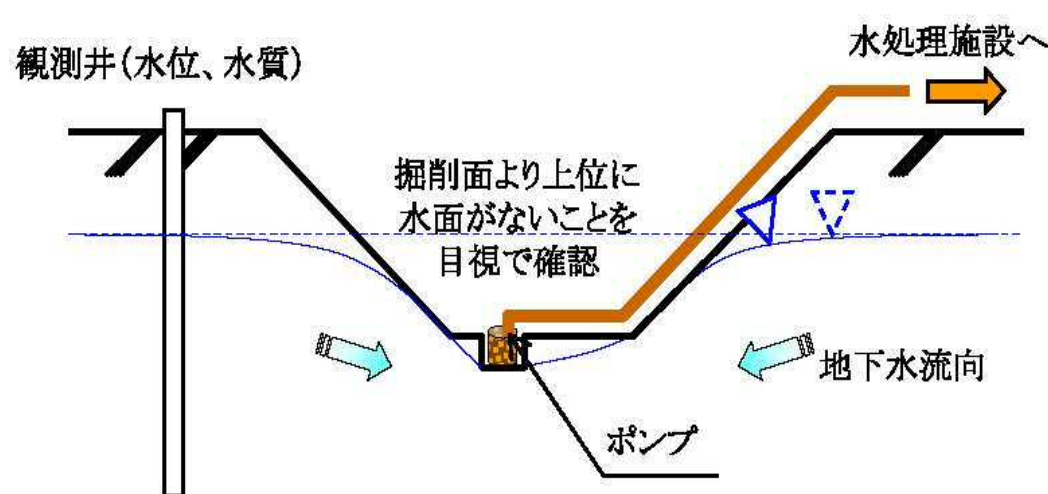 水処理施設へ
観測井(水位、水質)
掘削面より上位に
水面がないことを
目視で確認
地下水流向
ポンプ